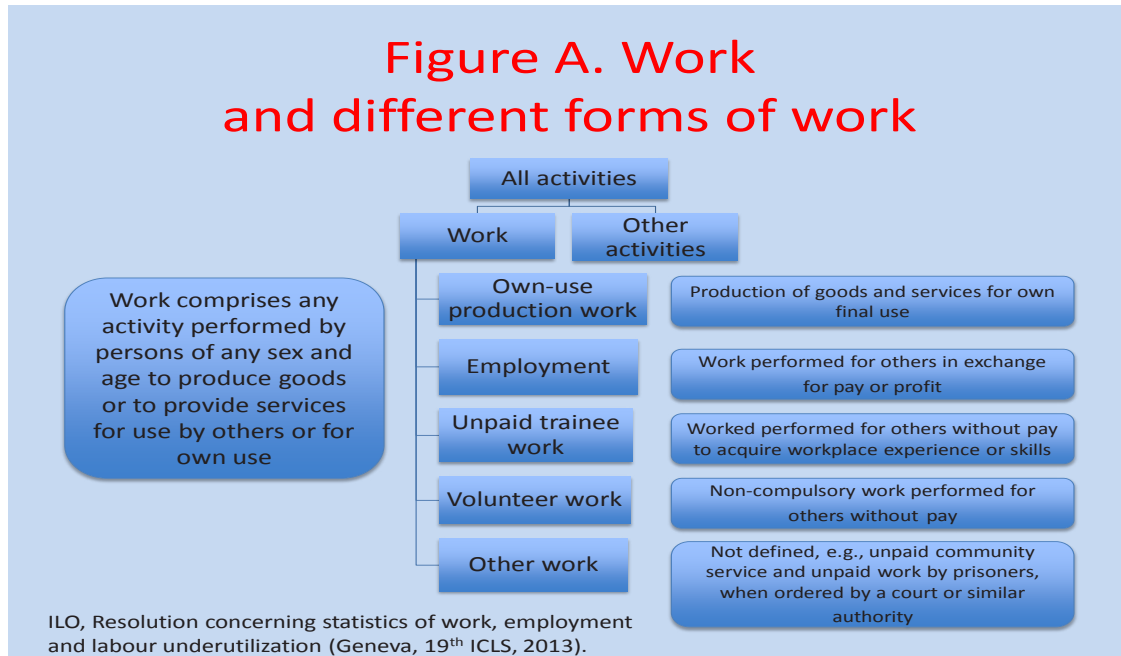 Figure A. Work
and different forms of work
All activities
Work
Other
activities
Work comprises any
activity performed by
persons of any sex and
age to produce goods
or to provide services
for use by others or for
own use
Own-use
production work
Production of goods and services for own
final use
Employment
Work performed for others in exchange
for pay or profit
Unpaid trainee
work
Worked performed for others without pay
to acquire workplace experience or skills
Volunteer work
Non-compulsory work performed for
others without pay
Other work
Not defined, e.g., unpaid community
service and unpaid work by prisoners,
when ordered by a court or similar
authority
ILO, Resolution concerning statistics of work, employment
and labour underutilization (Geneva, 19th ICLS, 2013).